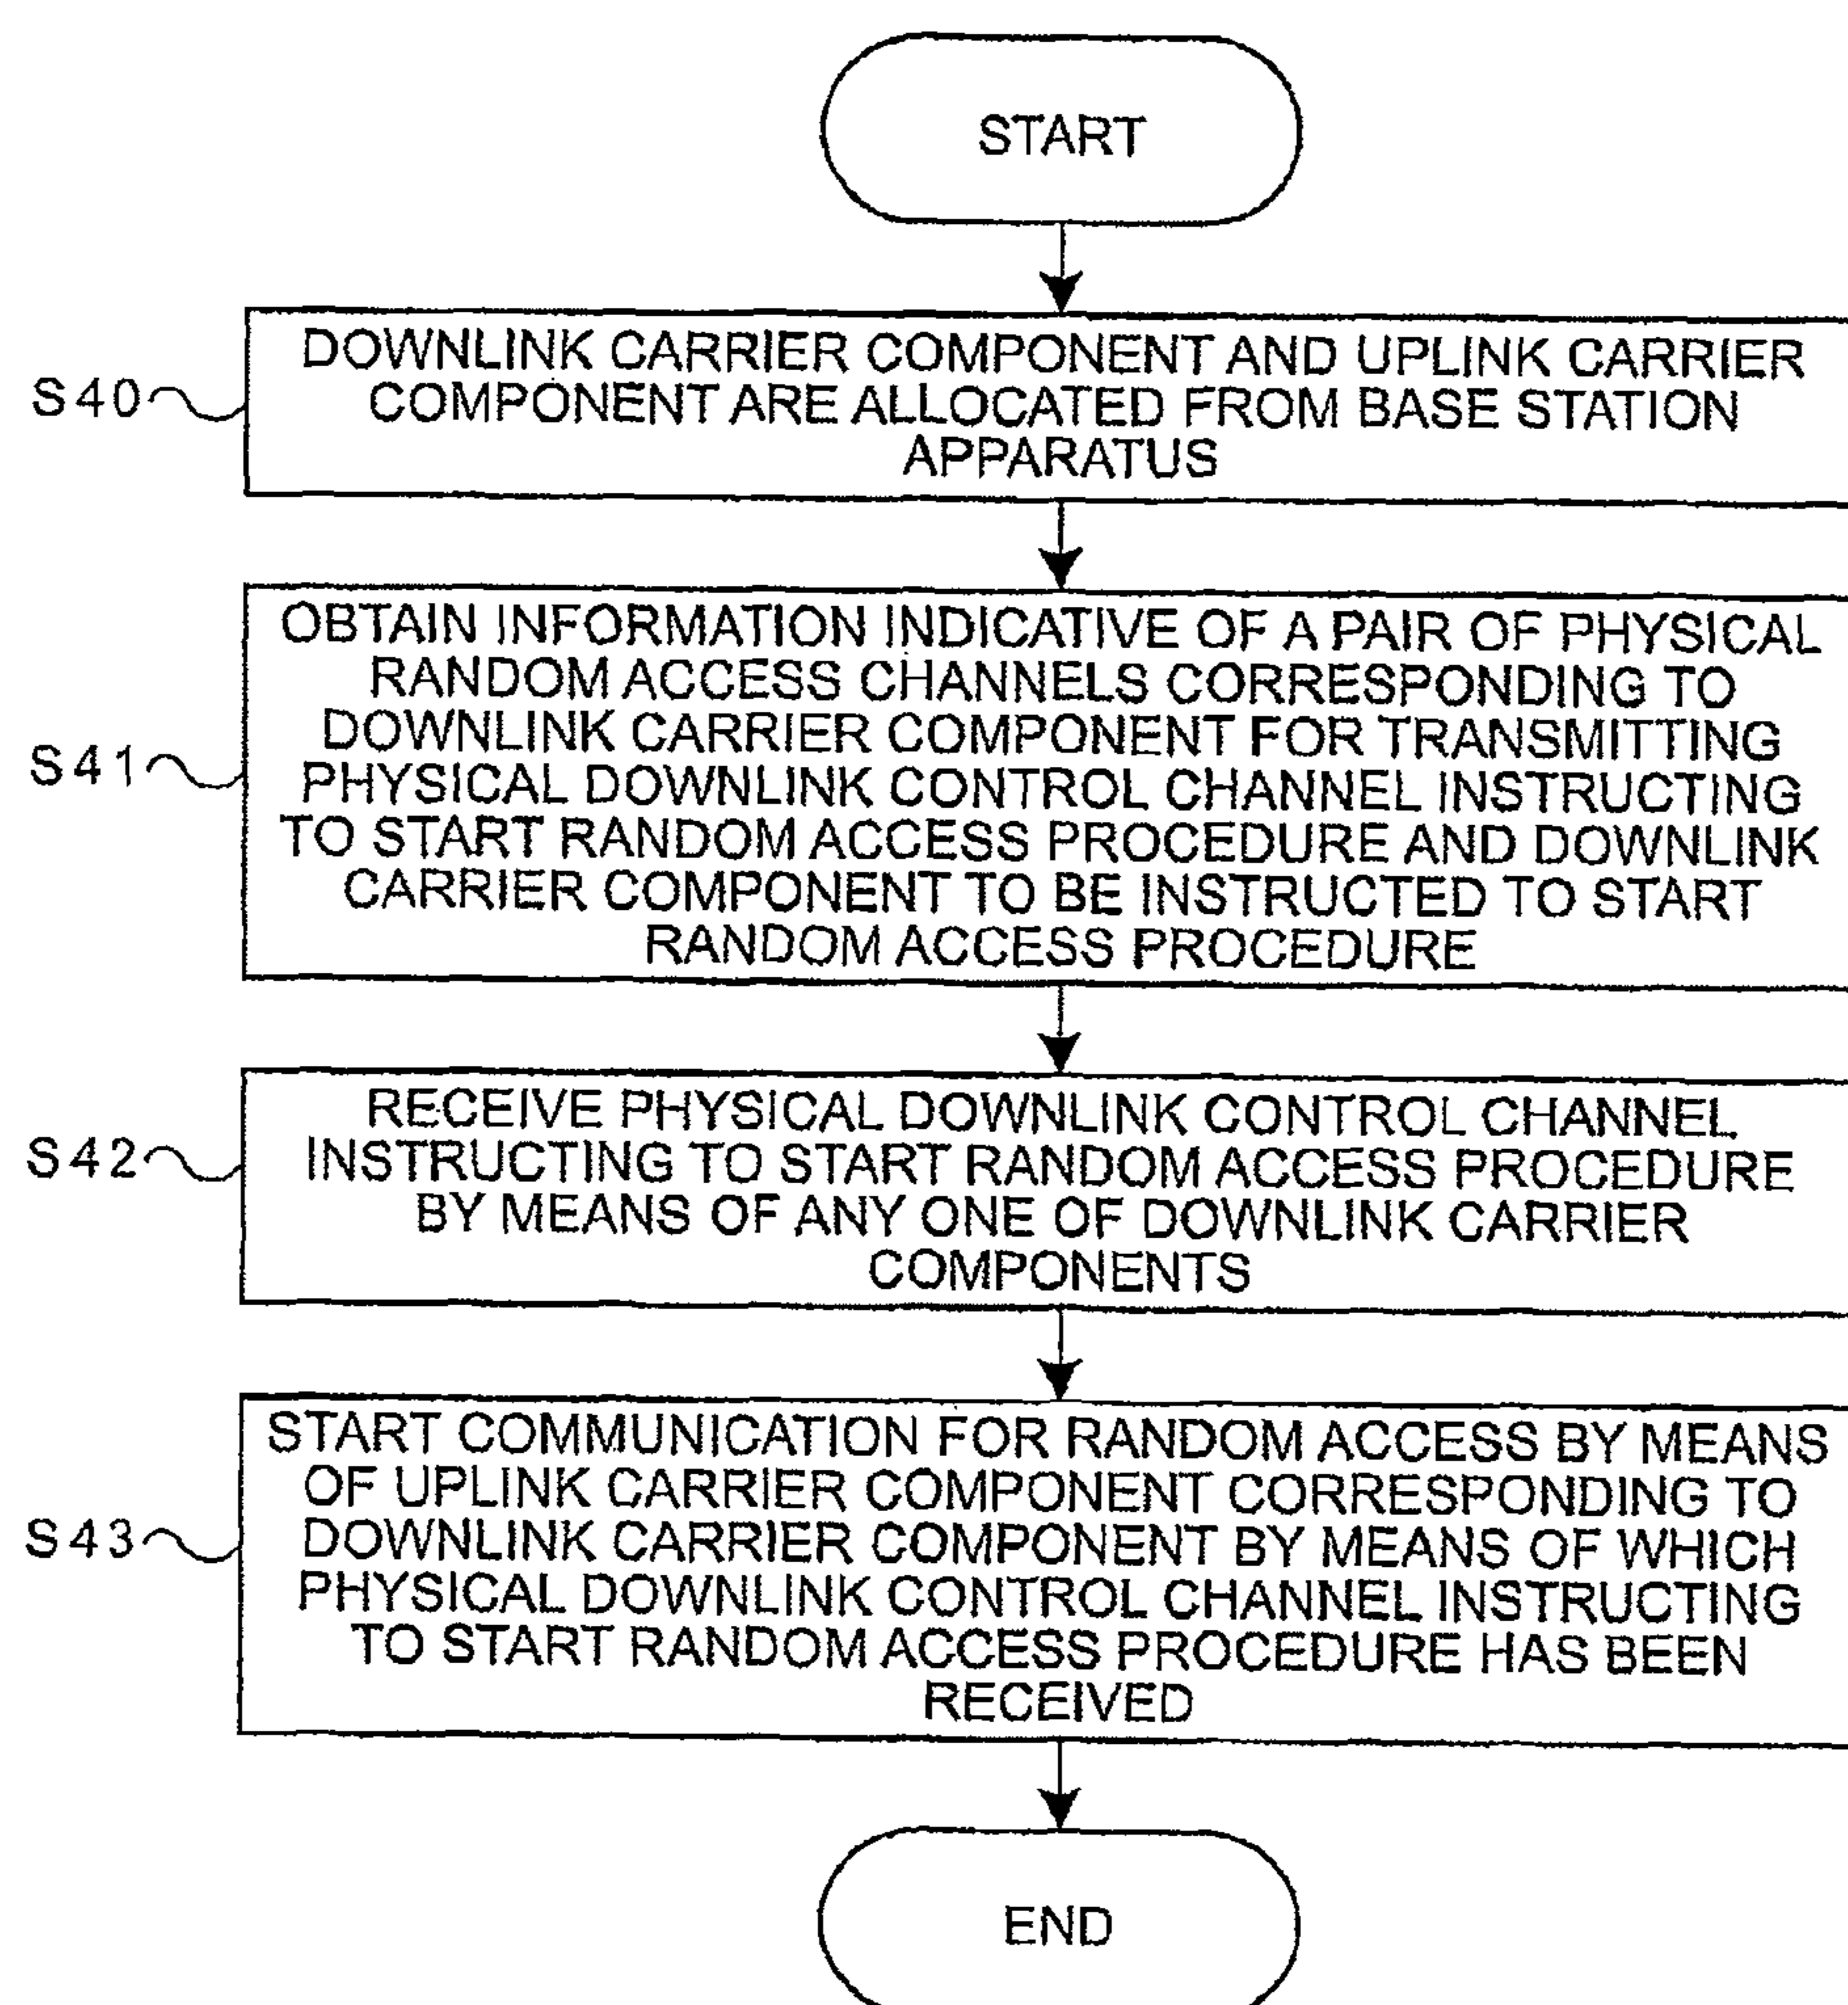 START
S40
DOWNLINK CARRIER COMPONENT AND UPLINK CARRIER
COMPONENT ARE ALLOCATED FROM BASE STATION
APPARATUS
S41
OBTAIN INFORMATION INDICATIVE OF A PAIR OF PHYSICAL
RANDOM ACCESS CHANNELS CORRESPONDING TO
DOWNLINK CARRIER COMPONENT FOR TRANSMITTING
PHYSICAL DOWNLINK CONTROL CHANNEL INSTRUCTING
TO START RANDOM ACCESS PROCEDURE AND DOWNLINK
CARRIER COMPONENT TO BE INSTRUCTED TO START
RANDOM ACCESS PROCEDURE
S42
RECEIVE PHYSICAL DOWNLINK CONTROL CHANNEL
INSTRUCTING TO START RANDOM ACCESS PROCEDURE
BY MEANS OF ANY ONE OF DOWNLINK CARRIER
COMPONENTS
S43
START COMMUNICATION FOR RANDOM ACCESS BY MEANS
OF UPLINK CARRIER COMPONENT CORRESPONDING TO
DOWNLINK CARRIER COMPONENT BY MEANS OF WHICH
PHYSICAL DOWNLINK CONTROL CHANNEL INSTRUCTING
TO START RANDOM ACCESS PROCEDURE HAS BEEN
RECEIVED
END